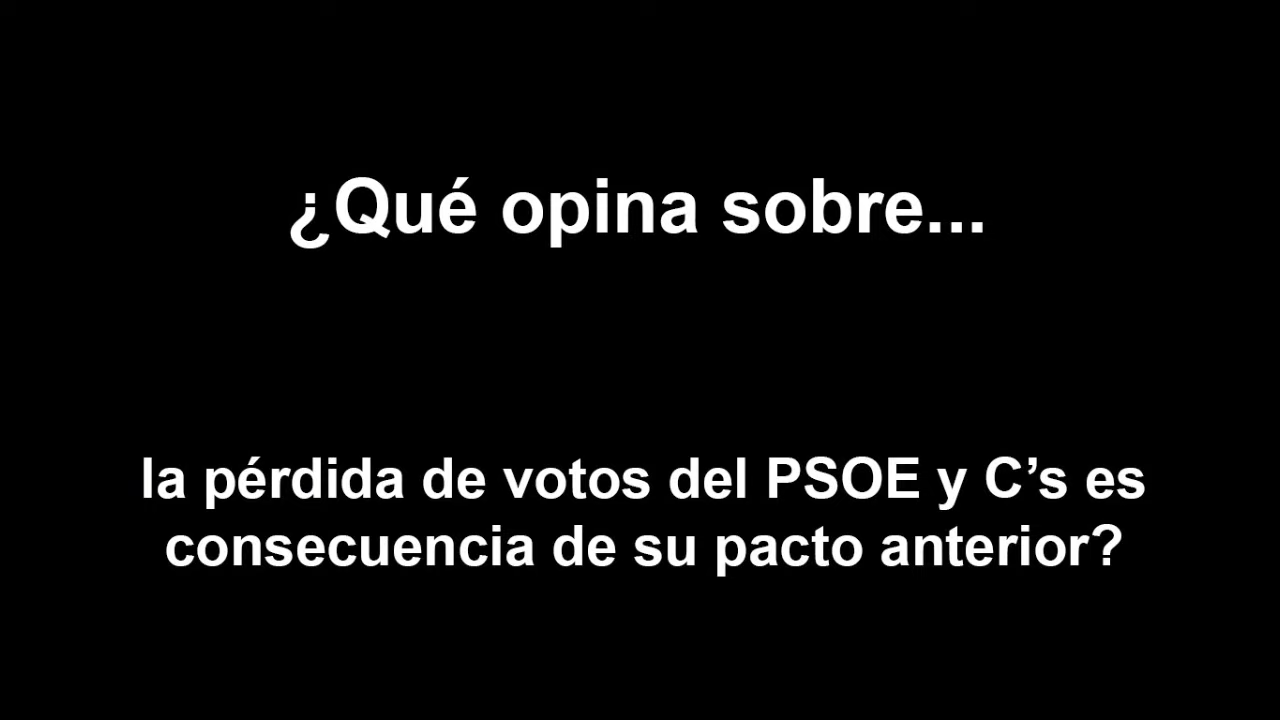 ¿Qué opina sobre...
la pérdida de votos del PSOE y C’s es
consecuencia de su pacto anterior?